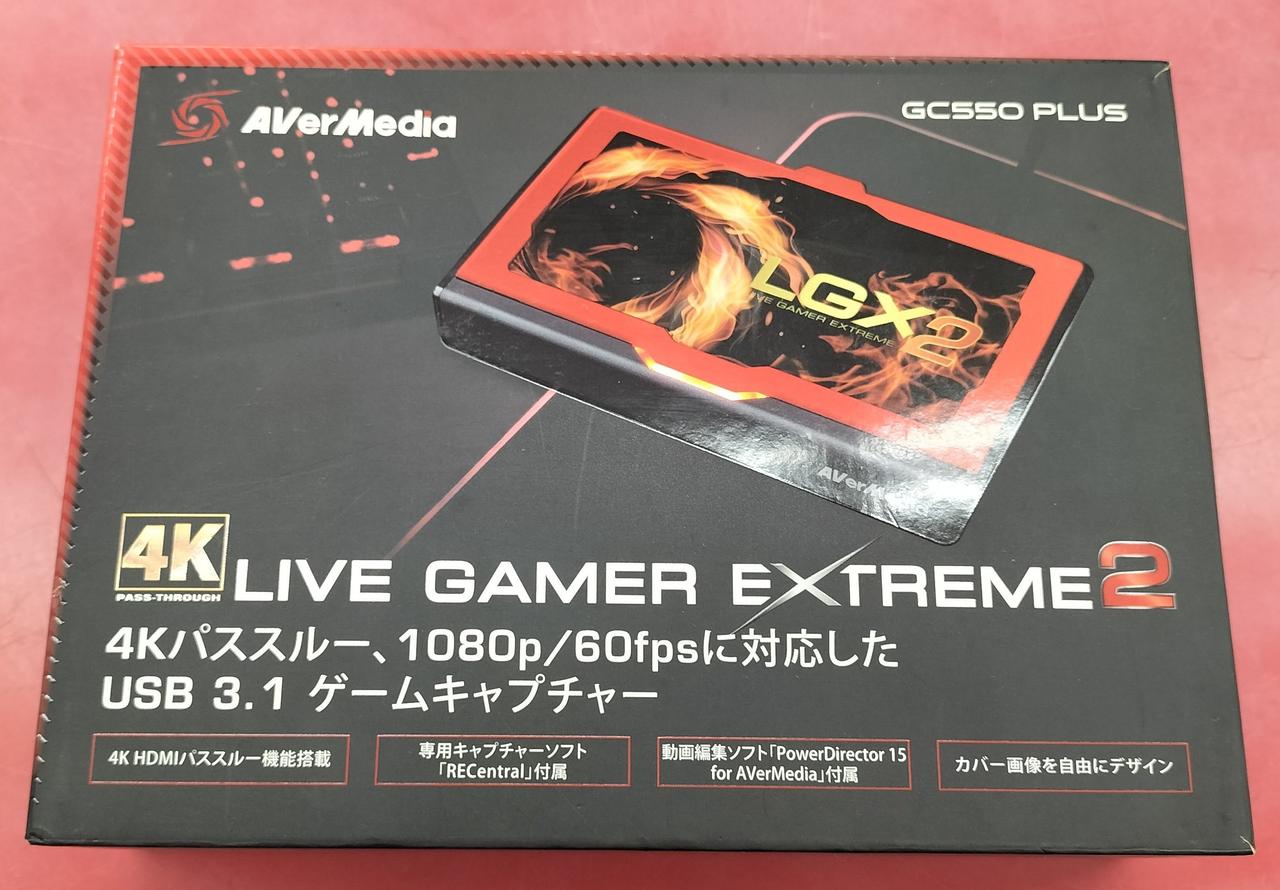 AVerMedia
GC550 PLUS
LGX2
LIVE GAMER EXTREME
4K
PASS-THROUGH
LIVE GAMER EXTREME 2
4Kパススルー、1080p/60fpsに対応した
USB 3.1 ゲームキャプチャー
4K HDMIパススルー機能搭載
専用キャプチャーソフト
「RECentral」付属
動画編集ソフト「PowerDirector 15
for AVerMedia」付属
カバー画像を自由にデザイン